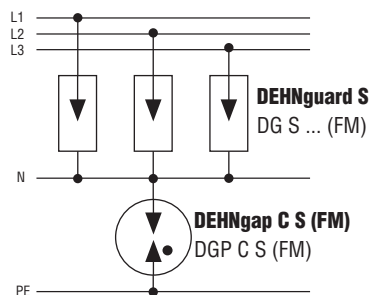 L1
L2
L3
DEHNguard S
DG S ... (FM)
N
DEHNgap C S (FM)
DGP C S (FM)
PE